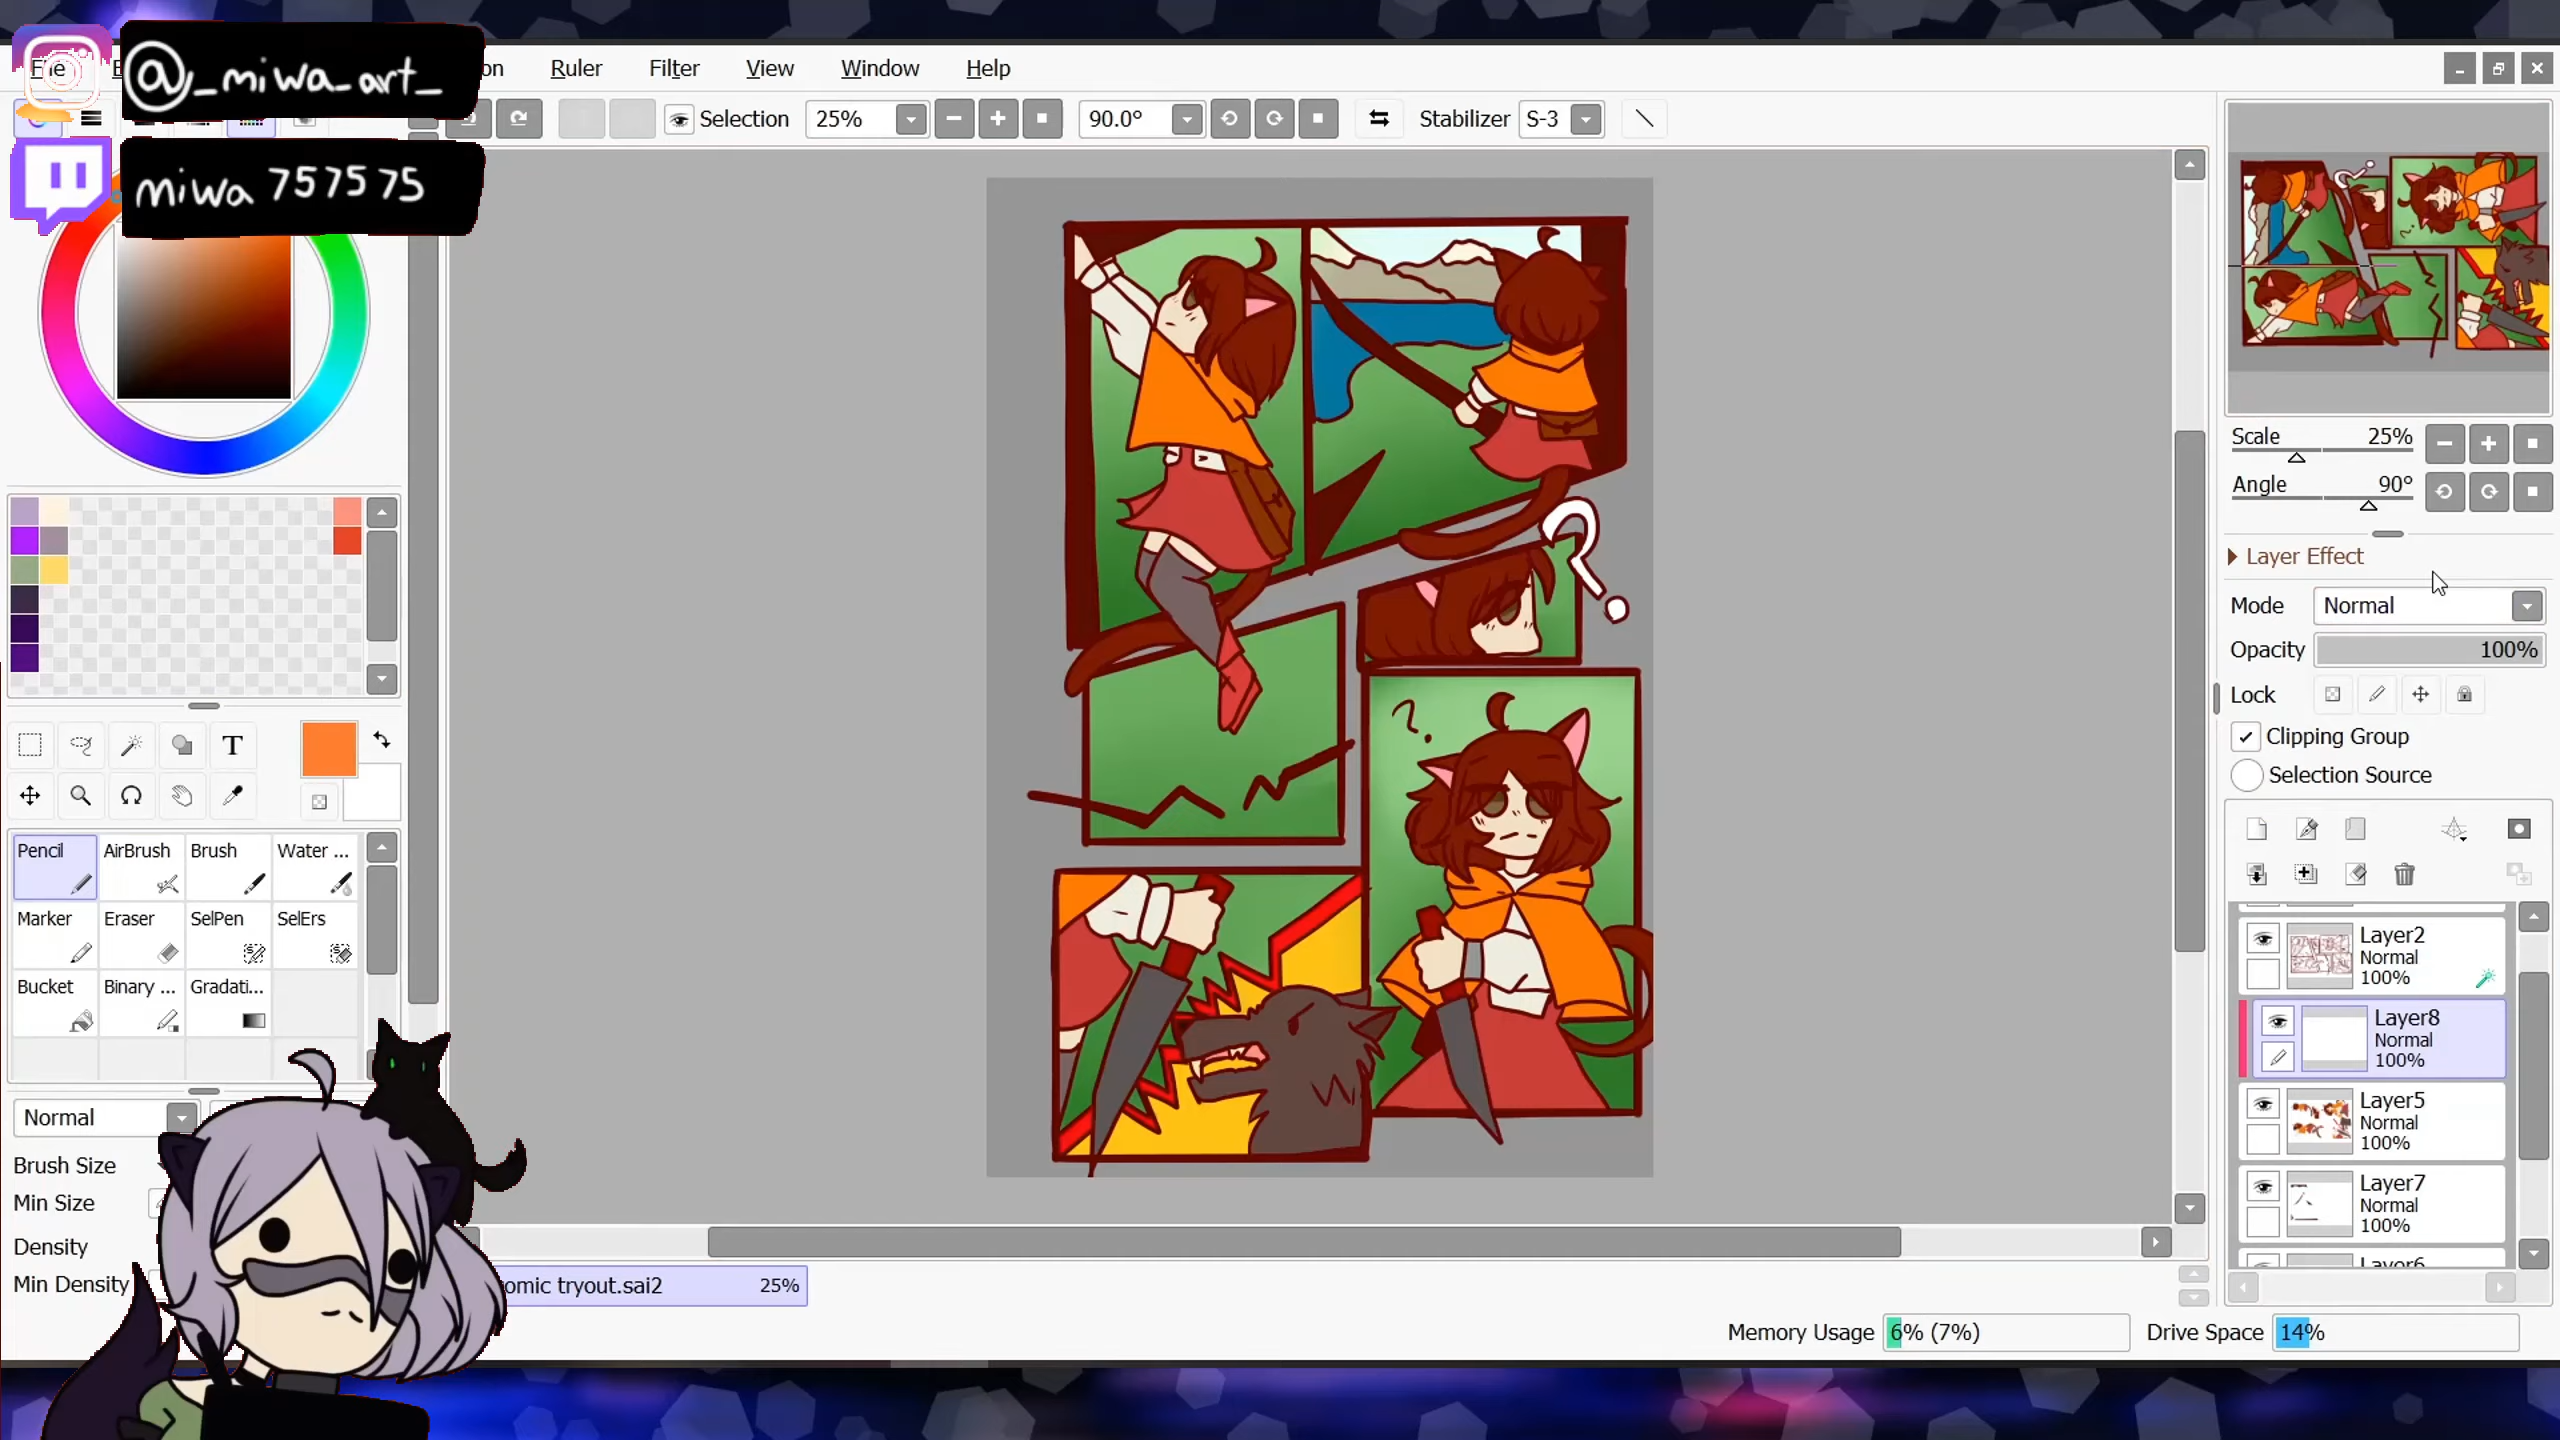 @_miwa_art_
miwa 757575
File
on
Ruler
Filter
View
Window
Help
Selection
25%
90.0°
Stabilizer
S-3
Scale
25%
Angle
90°
Layer Effect
Mode
Normal
Opacity
100%
Lock
Clipping Group
Selection Source
T
Pencil
AirBrush
Brush
Water ...
Marker
Eraser
SelPen
SelErs
Bucket
Binary ...
Gradati...
Normal
Brush Size
Min Size
Density
Min Density
?
?
Layer2
Normal
100%
Layer8
Normal
100%
Layer5
Normal
100%
Layer7
Normal
100%
Layer6
omic tryout.sai2
25%
Memory Usage
6% (7%)
Drive Space
14%